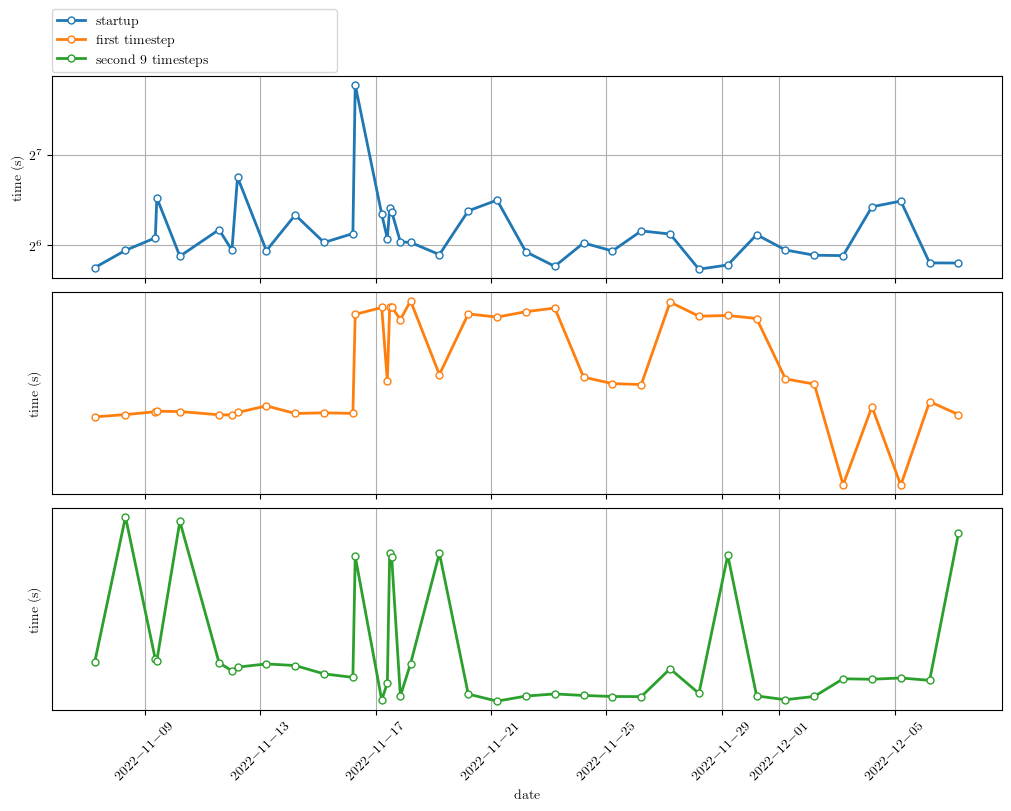 startup
first timestep
second 9 timesteps
time (s)
2^7
2^6
time (s)
time (s)
2022−11−09
2022−11−13
2022−11−17
2022−11−21
2022−11−25
2022−11−29
2022−12−01
2022−12−05
date